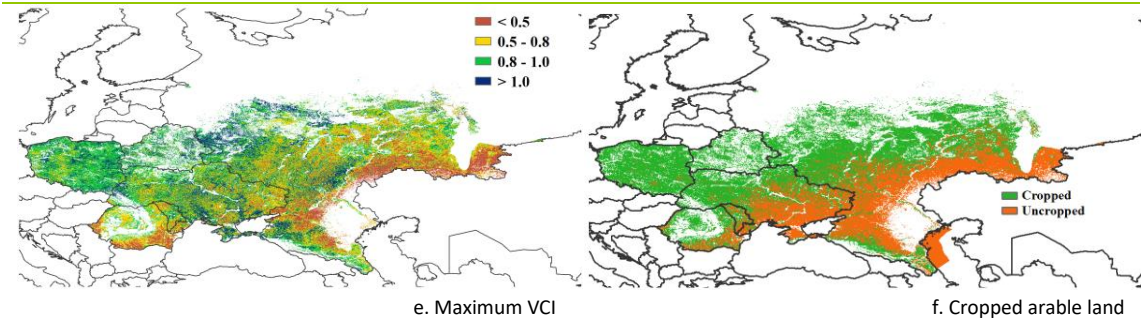 < 0.5
0.5 - 0.8
0.8 - 1.0
> 1.0
Cropped
Uncropped
e. Maximum VCI
f. Cropped arable land